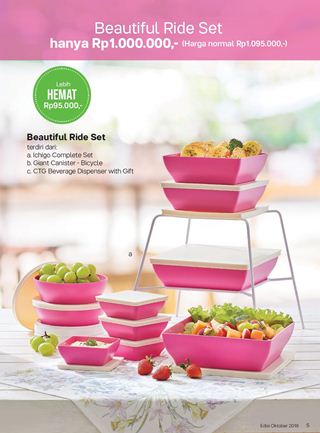 Beautiful Ride Set
hanya Rp1.000.000,- (Harga normal Rp1.095.000,-)
Lebih
HEMAT
Rp95.000,-
Beautiful Ride Set
terdiri dari:
a. Ichigo Complete Set
b. Giant Canister - Bicycle
c. CTG Beverage Dispenser with Gift
a
Edisi Oktober 2018 5